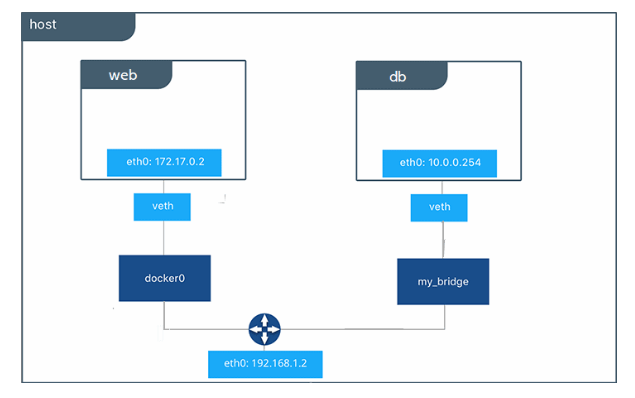 host
web
db
eth0: 172.17.0.2
eth0: 10.0.0.254
veth
veth
docker0
my_bridge
eth0: 192.168.1.2